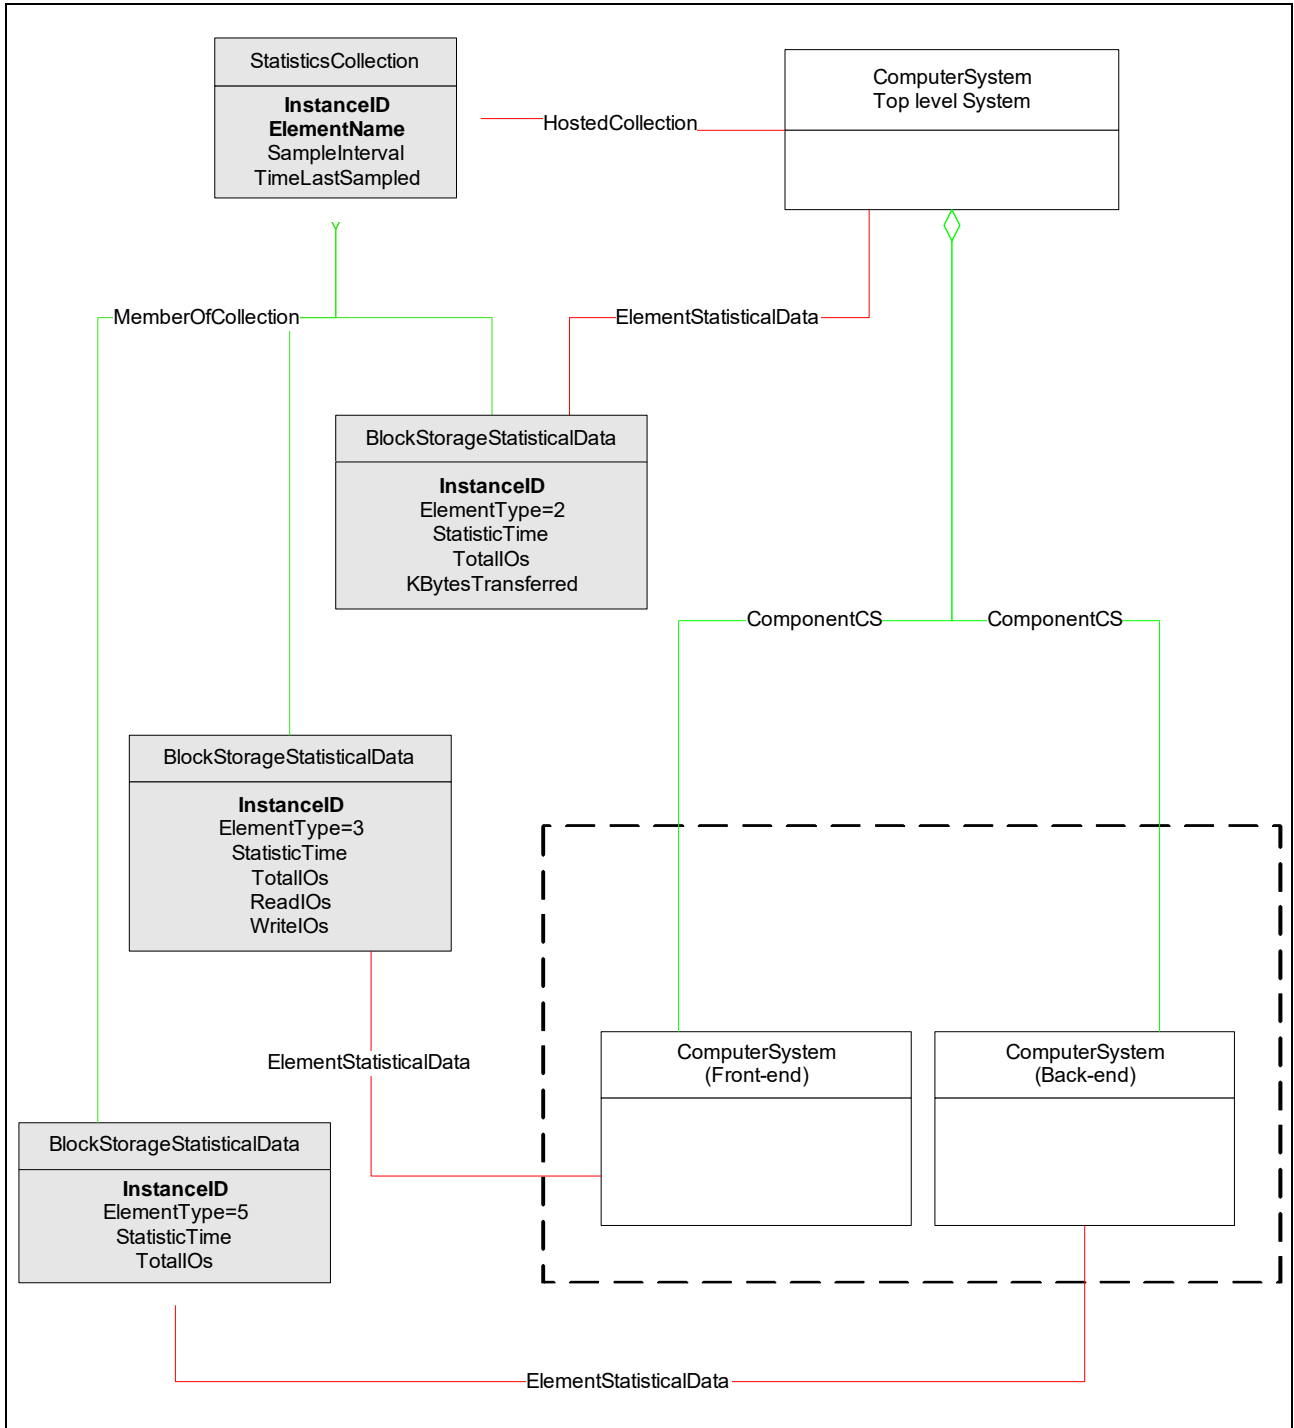 StatisticsCollection
InstanceID
ElementName
SampleInterval
TimeLastSampled
ComputerSystem
Top level System
HostedCollection
MemberOfCollection
ElementStatisticalData
BlockStorageStatisticalData
InstanceID
ElementType=2
StatisticTime
TotalIOs
KBytesTransferred
ComponentCS
ComponentCS
BlockStorageStatisticalData
InstanceID
ElementType=3
StatisticTime
TotalIOs
ReadIOs
WriteIOs
ElementStatisticalData
ComputerSystem
(Front-end)
ComputerSystem
(Back-end)
BlockStorageStatisticalData
InstanceID
ElementType=5
StatisticTime
TotalIOs
ElementStatisticalData